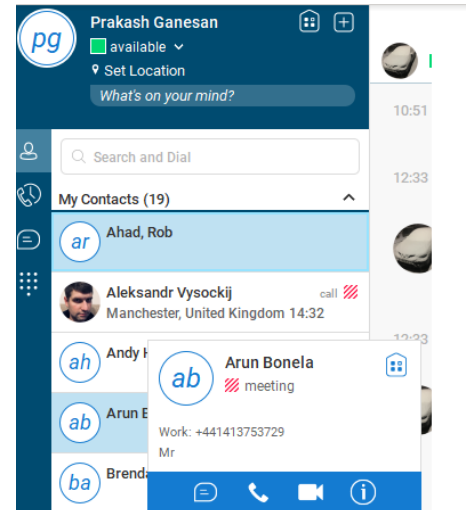 pg
Prakash Ganesan
available
Set Location
What's on your mind?
Search and Dial
My Contacts (19)
ar
Ahad, Rob
Aleksandr Vysockij
call
Manchester, United Kingdom 14:32
ah
Andy
ab
Arun
ba
ab
Arun Bonela
meeting
Work: +441413753729
Mr
10:51
12:33
12:33